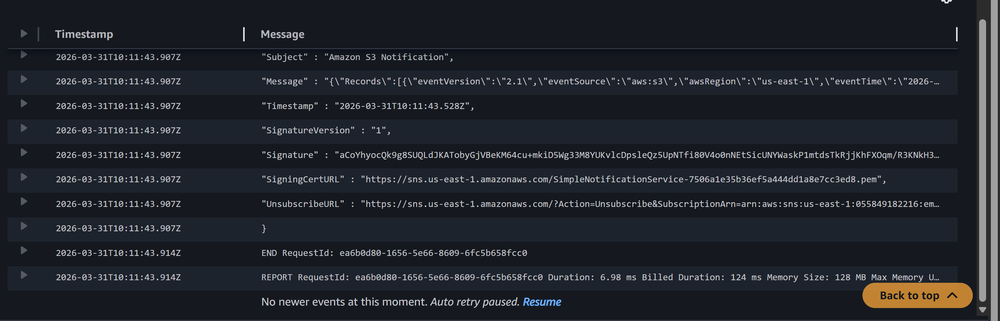 Timestamp Message
2026-03-31T10:11:43.907Z "Subject" : "Amazon S3 Notification",
2026-03-31T10:11:43.907Z "Message" : "{\"Records\":[{\"eventVersion\":\"2.1\",\"eventSource\":\"aws:s3\",\"awsRegion\":\"us-east-1\",\"eventTime\":\"2026-…
2026-03-31T10:11:43.907Z "Timestamp" : "2026-03-31T10:11:43.528Z",
2026-03-31T10:11:43.907Z "SignatureVersion" : "1",
2026-03-31T10:11:43.907Z "Signature" : "aCoYhyocQk9g8SUQLdJKATobyGjVBeKM64cu+mkiD5Wg33M8YUKvlcDpsleQz5UpNTfi80V4o0nNEtSicUNYWaskP1mtdsTkRjjKhFXOqm/R3KNkH3…
2026-03-31T10:11:43.907Z "SigningCertURL" : "https://sns.us-east-1.amazonaws.com/SimpleNotificationService-7506a1e35b36ef5a444dd1a8e7cc3ed8.pem",
2026-03-31T10:11:43.907Z "UnsubscribeURL" : "https://sns.us-east-1.amazonaws.com/?Action=Unsubscribe&SubscriptionArn=arn:aws:sns:us-east-1:055849182216:em…
2026-03-31T10:11:43.907Z }
2026-03-31T10:11:43.914Z END RequestId: ea6b0d80-1656-5e66-8609-6fc5b658fcc0
2026-03-31T10:11:43.914Z REPORT RequestId: ea6b0d80-1656-5e66-8609-6fc5b658fcc0 Duration: 6.98 ms Billed Duration: 124 ms Memory Size: 128 MB Max Memory U…
No newer events at this moment. Auto retry paused. Resume
Back to top